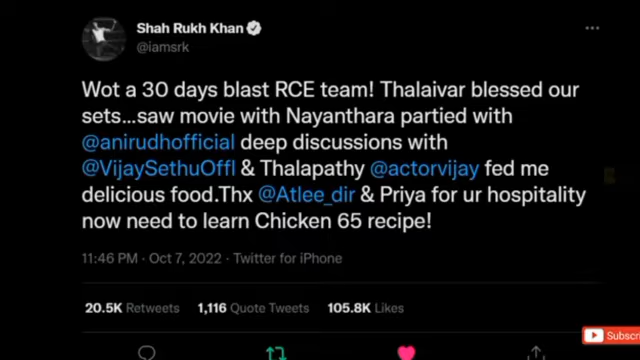 Shah Rukh Khan
@iamsrk
Wot a 30 days blast RCE team! Thalaivar blessed our
sets...saw movie with Nayanthara partied with
@anirudhofficial deep discussions with
@VijaySethuOffl & Thalapathy @actorvijay fed me
delicious food.Thx @Atlee_dir & Priya for ur hospitality
now need to learn Chicken 65 recipe!
11:46 PM · Oct 7, 2022 · Twitter for iPhone
20.5K Retweets 1,116 Quote Tweets 105.8K Likes
Subscri